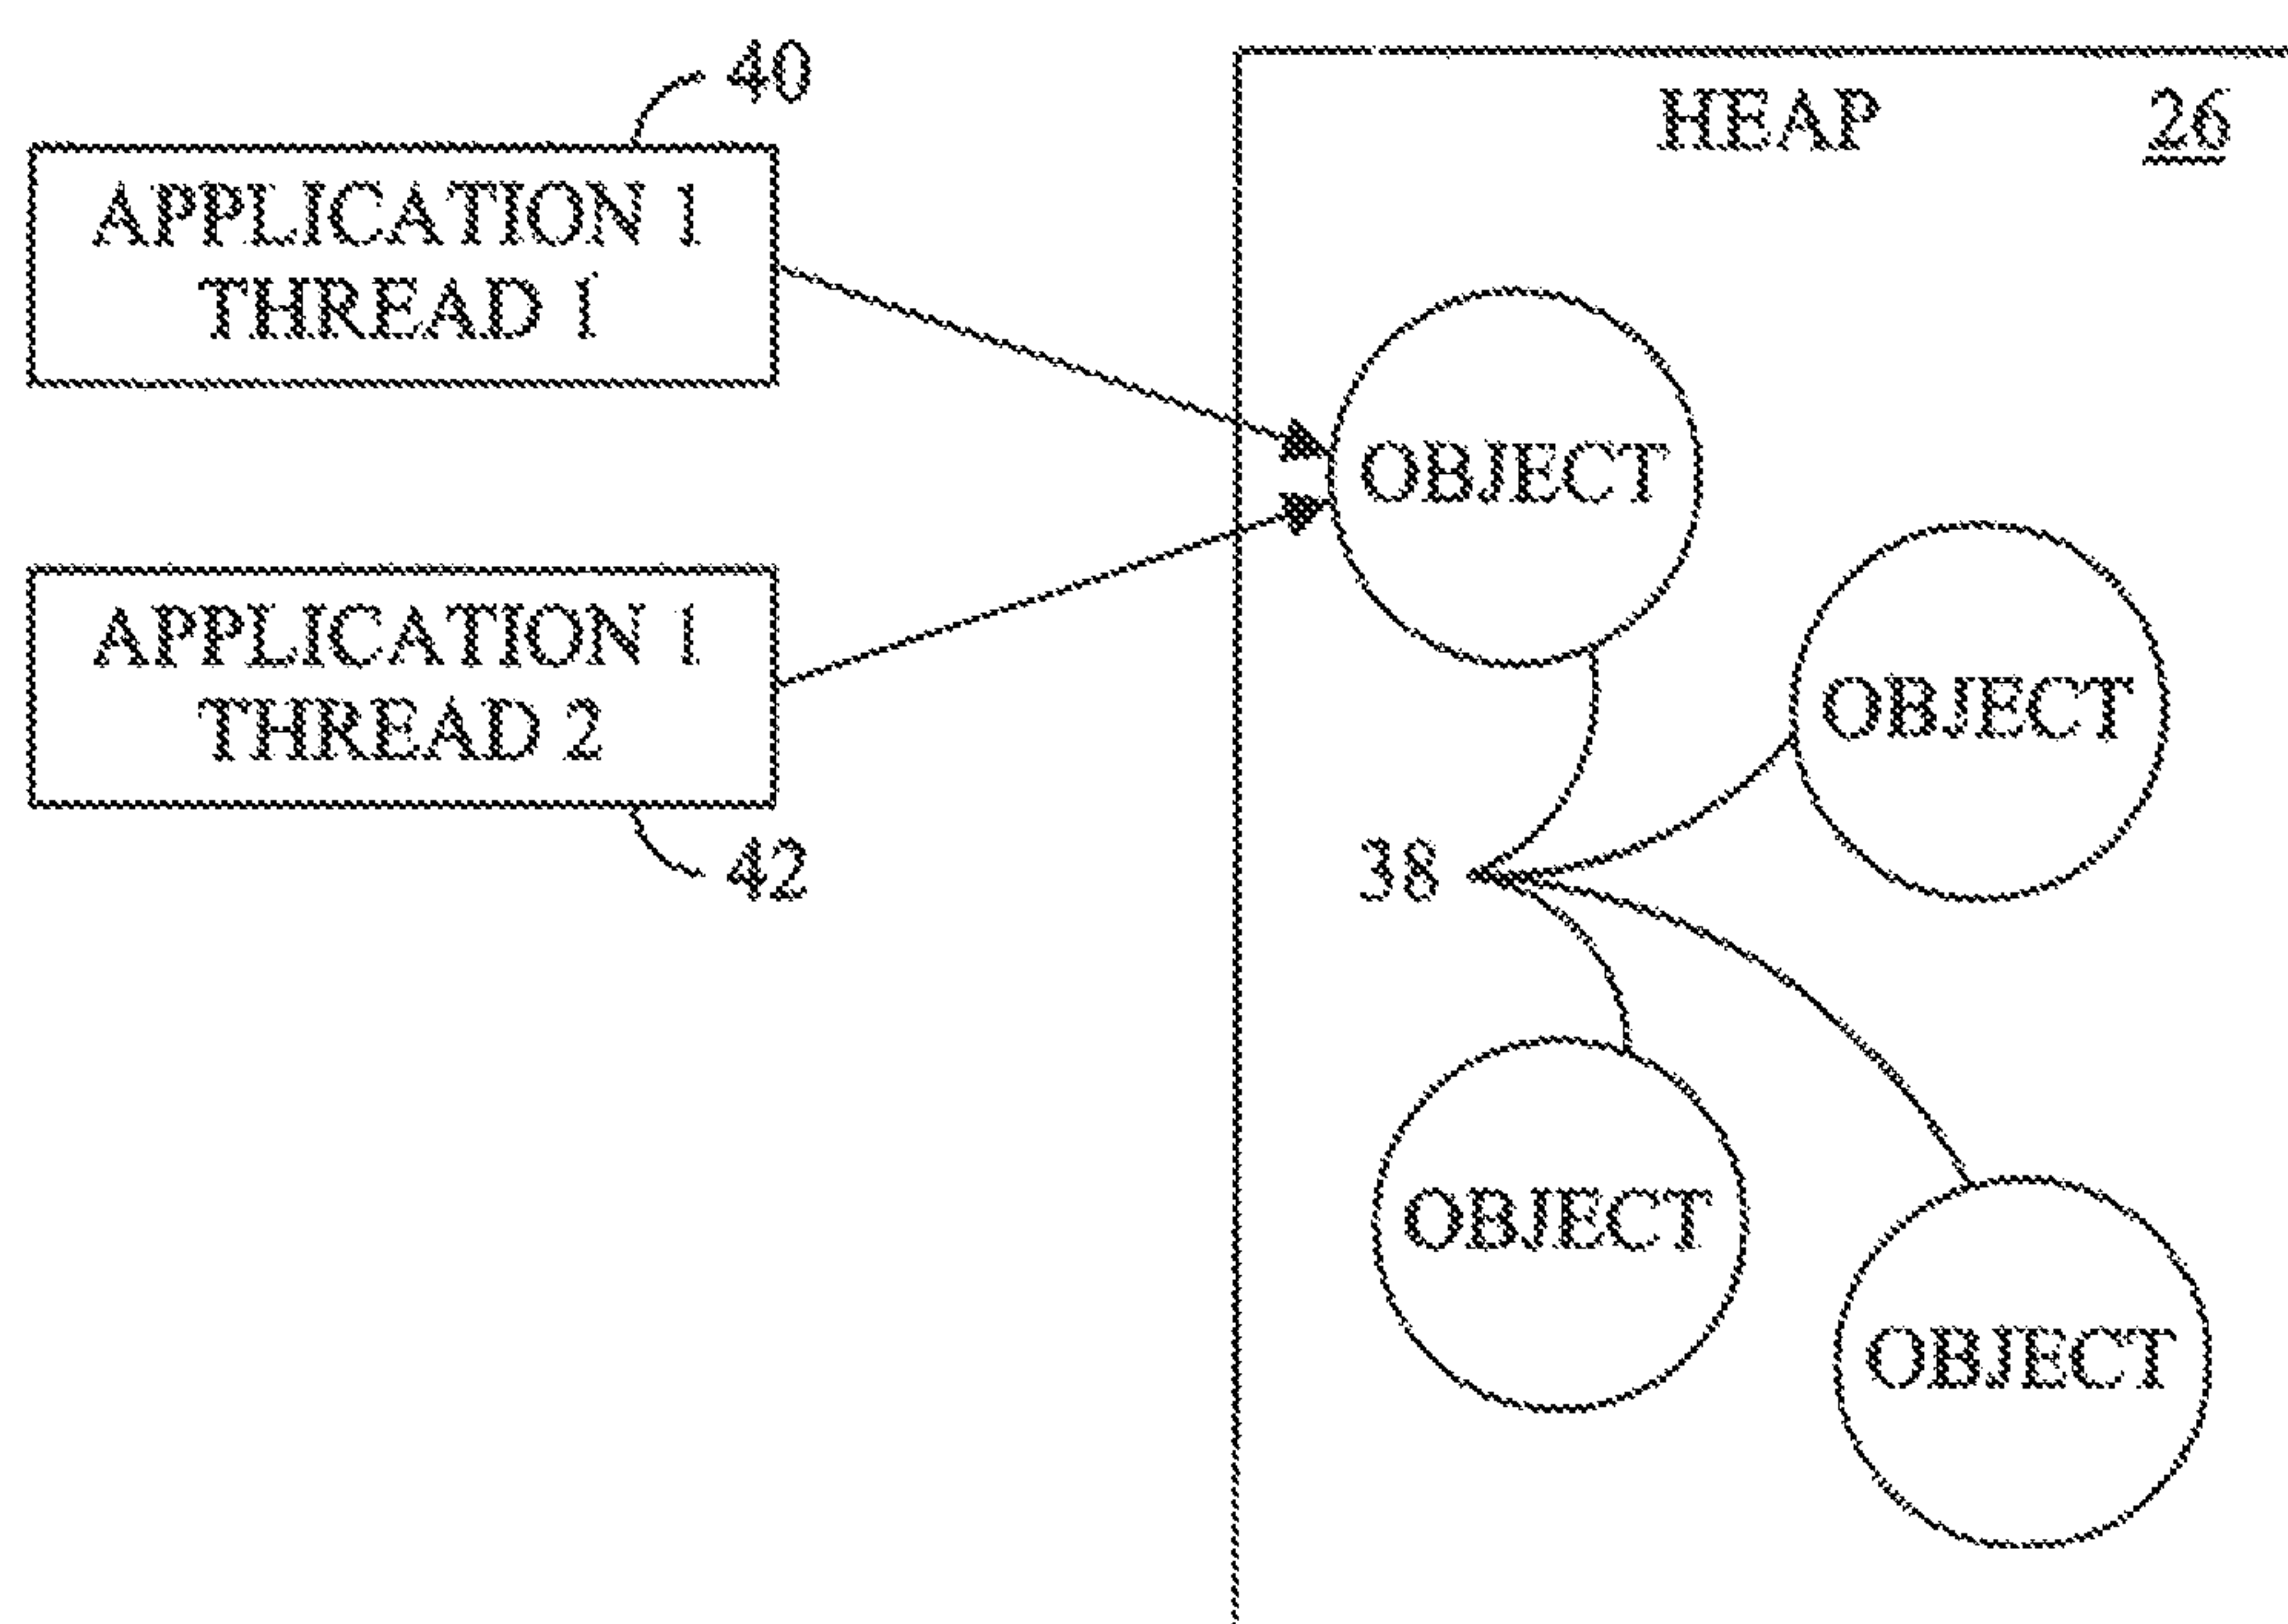 40
APPLICATION 1
THREAD 1
HEAP 26
OBJECT
APPLICATION 1
THREAD 2
42
OBJECT
38
OBJECT
OBJECT